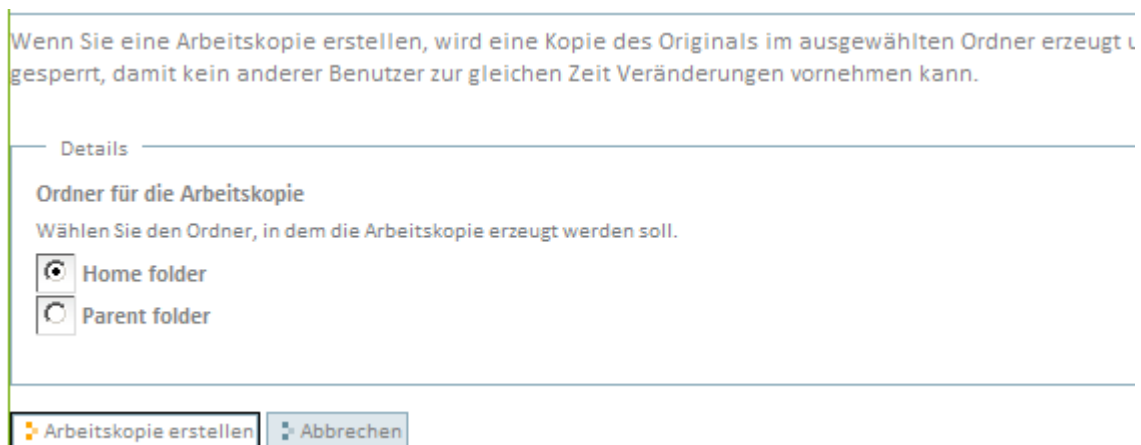 Wenn Sie eine Arbeitskopie erstellen, wird eine Kopie des Originals im ausgewählten Ordner erzeugt
gesperrt, damit kein anderer Benutzer zur gleichen Zeit Veränderungen vornehmen kann.
Details
Ordner für die Arbeitskopie
Wählen Sie den Ordner, in dem die Arbeitskopie erzeugt werden soll.
Home folder
Parent folder
Arbeitskopie erstellen Abbrechen